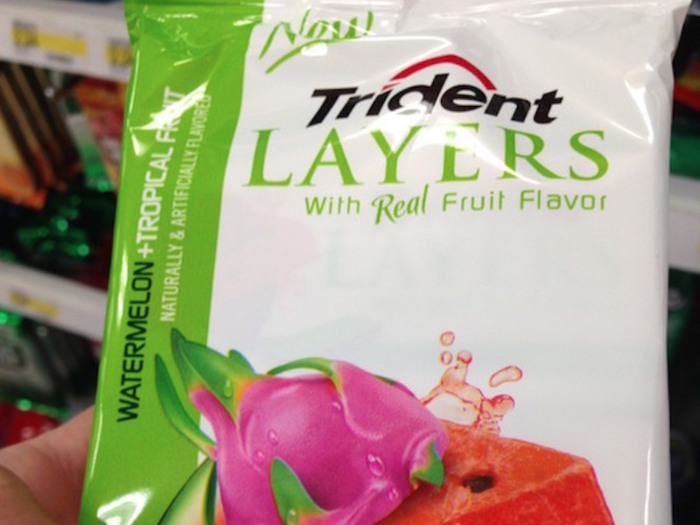 New
Trident
LAYERS
With Real Fruit Flavor
WATERMELON + TROPICAL FRUIT
NATURALLY & ARTIFICIALLY FLAVORED